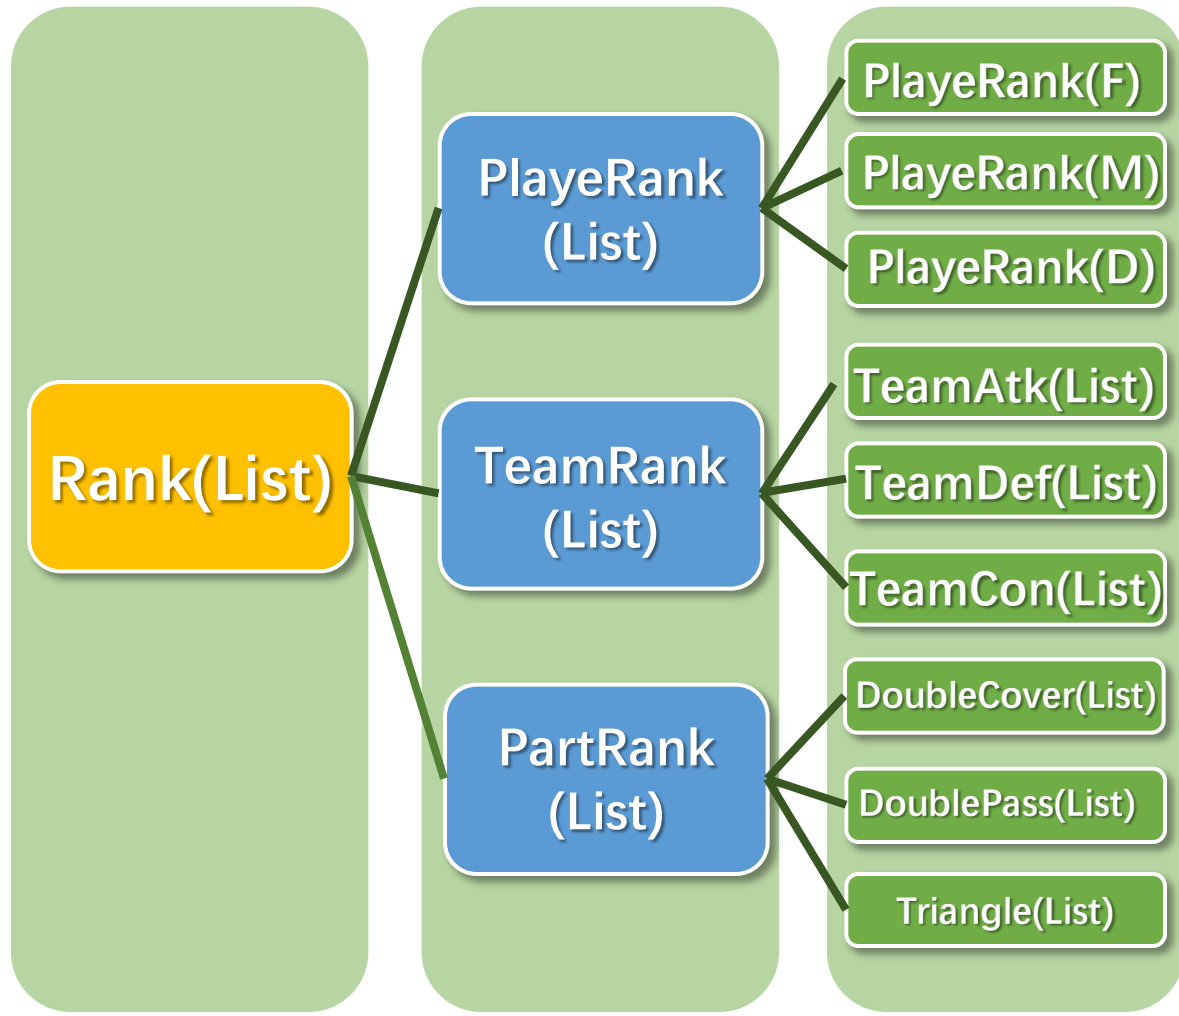 Rank(List)
PlayeRank
(List)
TeamRank
(List)
PartRank
(List)
PlayeRank(F)
PlayeRank(M)
PlayeRank(D)
TeamAtk(List)
TeamDef(List)
TeamCon(List)
DoubleCover(List)
DoublePass(List)
Triangle(List)